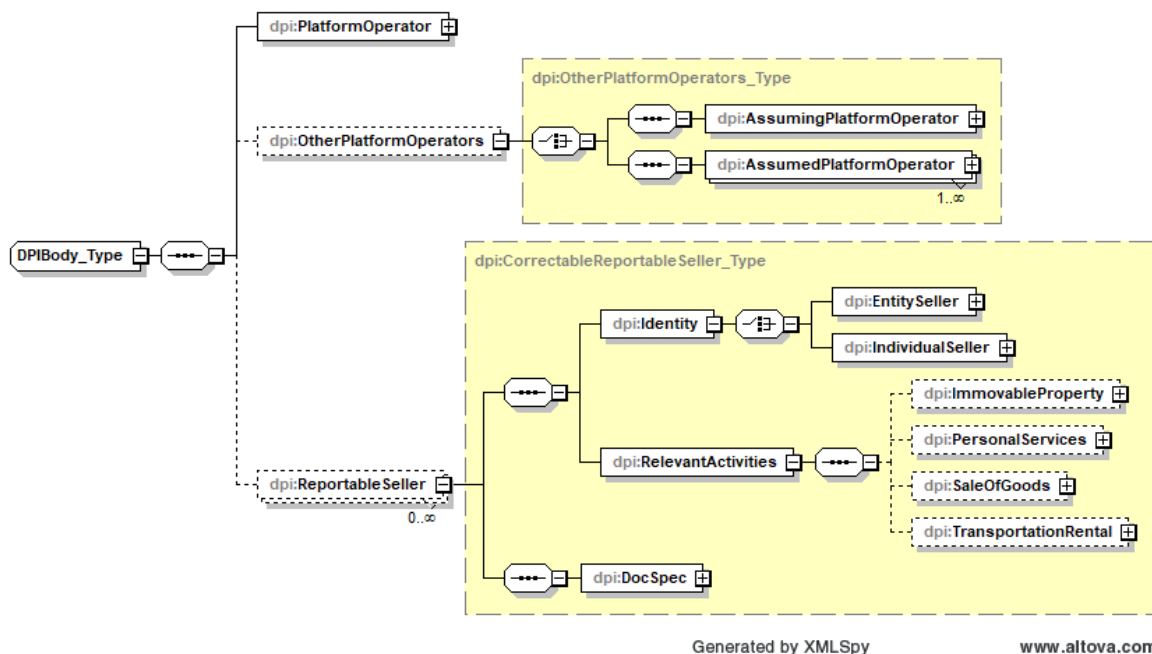 dpi:PlatformOperator
dpi:OtherPlatformOperators_Type
dpi:AssumingPlatformOperator
dpi:OtherPlatformOperators
dpi:AssumedPlatformOperator
1..∞
DPIBody_Type
dpi:CorrectableReportableSeller_Type
dpi:EntitySeller
dpi:Identity
dpi:IndividualSeller
dpi:ImmovableProperty
dpi:PersonalServices
dpi:RelevantActivities
dpi:SaleOfGoods
dpi:ReportableSeller
0..∞
dpi:TransportationRental
dpi:DocSpec
Generated by XMLSpy www.altova.com